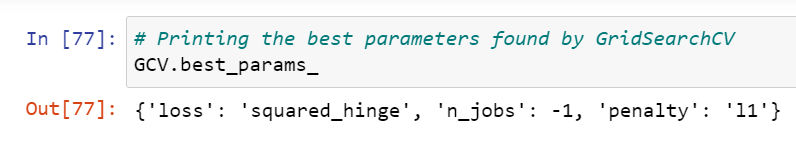 In [77]: # Printing the best parameters found by GridSearchCV
GCV.best_params_
Out[77]: {'loss': 'squared_hinge', 'n_jobs': -1, 'penalty': 'l1'}